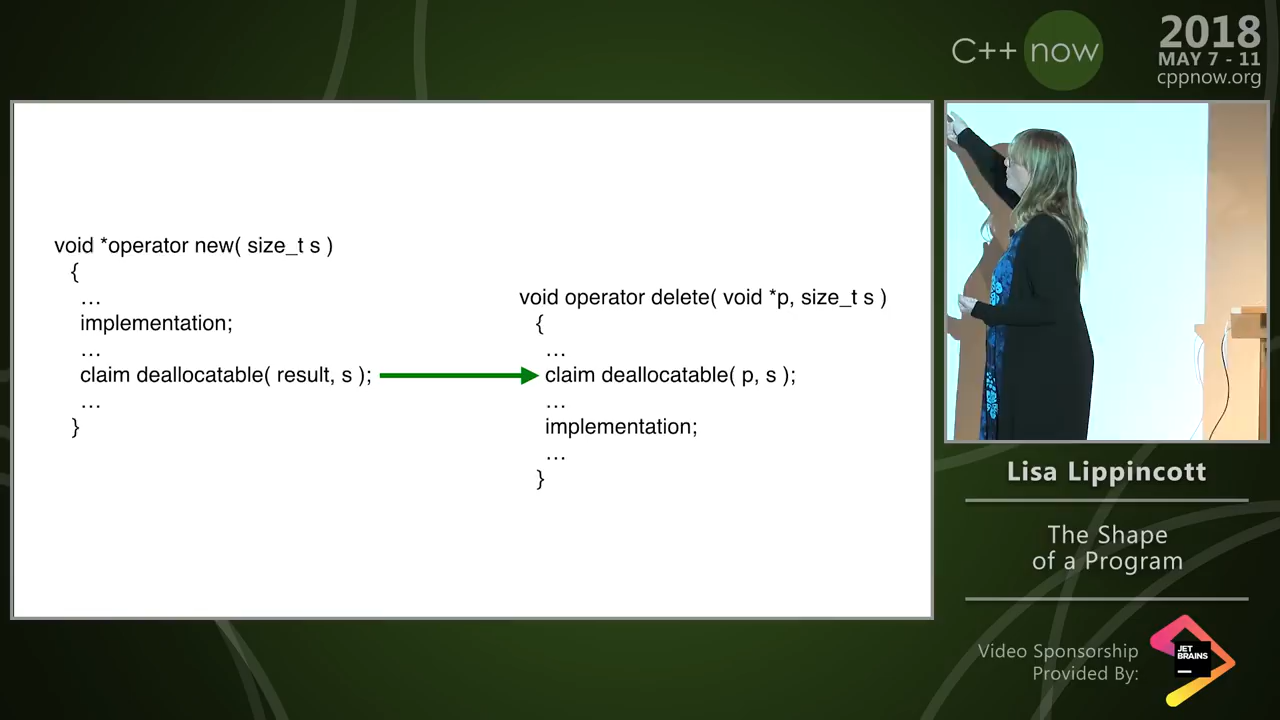 C++ now
2018
MAY 7 - 11
cppnow.org
void *operator new( size_t s )
{
...
implementation;
...
claim deallocatable( result, s );
...
}
void operator delete( void *p, size_t s )
{
...
claim deallocatable( p, s );
...
implementation;
...
}
Lisa Lippincott
The Shape
of a Program
Video Sponsorship
Provided By:
JET
BRAINS